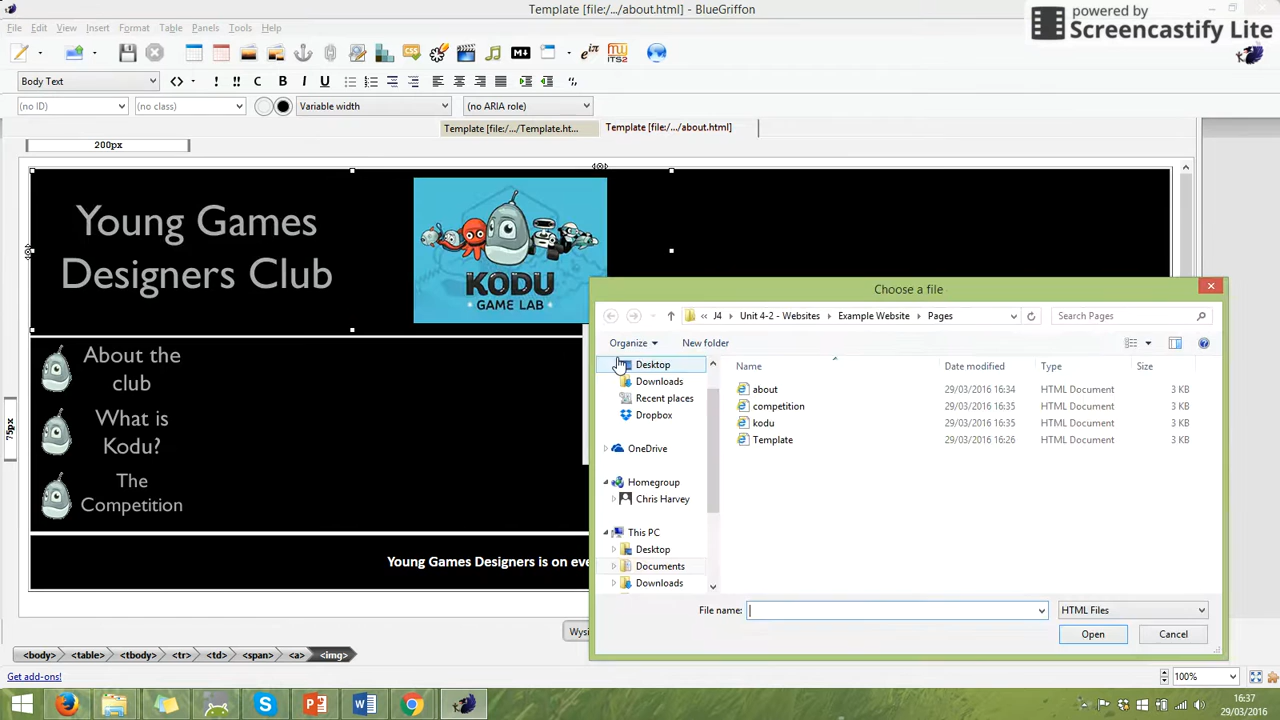 Template [file:/.../about.html] - BlueGriffon
powered by
Screencastify Lite
File Edit View Insert Format Table Panels Tools Help
Body Text
! !! C B I U
(no ID) (no class) Variable width (no ARIA role)
Template [file:/.../Template.ht... Template [file:/.../about.html]
200px
Young Games
Designers Club
KODU
GAME LAB
75px
About the
club
What is
Kodu?
The
Competition
Young Games Designers is on eve
Wysi
Choose a file
« J4 Unit 4-2 - Websites Example Website Pages
Search Pages
Organize New folder
Desktop
Downloads
Recent places
Dropbox
OneDrive
Homegroup
Chris Harvey
This PC
Desktop
Documents
Downloads
Name Date modified Type Size
about 29/03/2016 16:34 HTML Document 3 KB
competition 29/03/2016 16:35 HTML Document 3 KB
kodu 29/03/2016 16:35 HTML Document 3 KB
Template 29/03/2016 16:26 HTML Document 3 KB
File name: HTML Files
Open Cancel
<body> <table> <tbody> <tr> <td> <span> <a> <img>
Get add-ons!
100%
16:37
29/03/2016